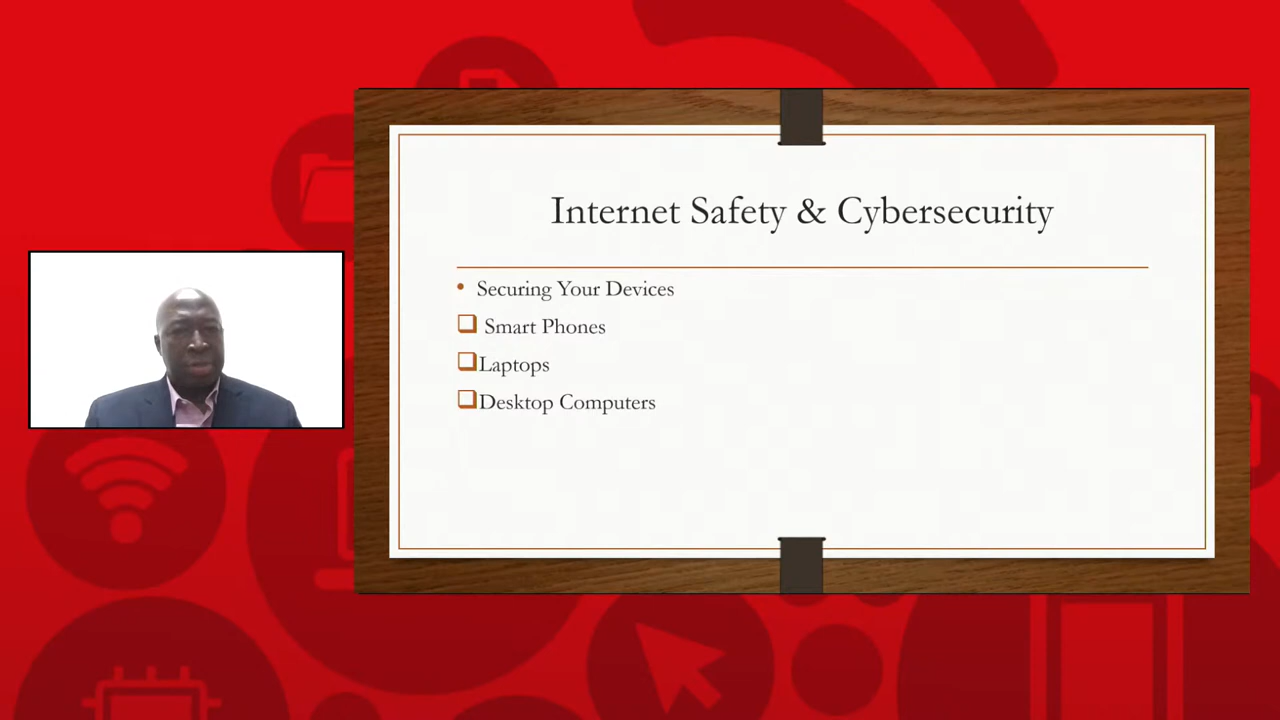 Internet Safety & Cybersecurity
• Securing Your Devices
❑ Smart Phones
❑Laptops
❑Desktop Computers